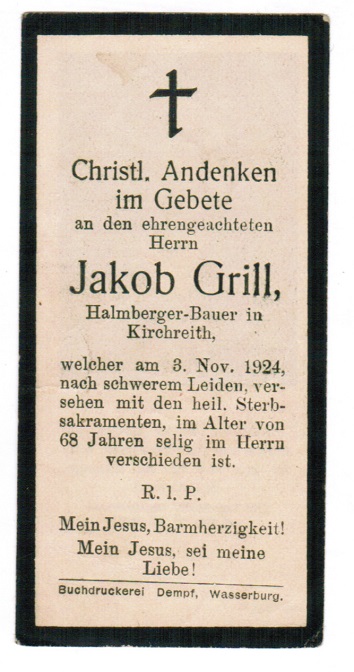 Christl. Andenken
im Gebete
an den ehrengeachteten
Herrn
Jakob Grill,
Halmberger-Bauer in
Kirchreith,
welcher am 3. Nov. 1924,
nach schwerem Leiden, ver-
sehen mit den heil. Sterb-
sakramenten, im Alter von
68 Jahren selig im Herrn
verschieden ist.
R. I. P.
Mein Jesus, Barmherzigkeit!
Mein Jesus, sei meine
Liebe!
Buchdruckerei Dempf, Wasserburg.